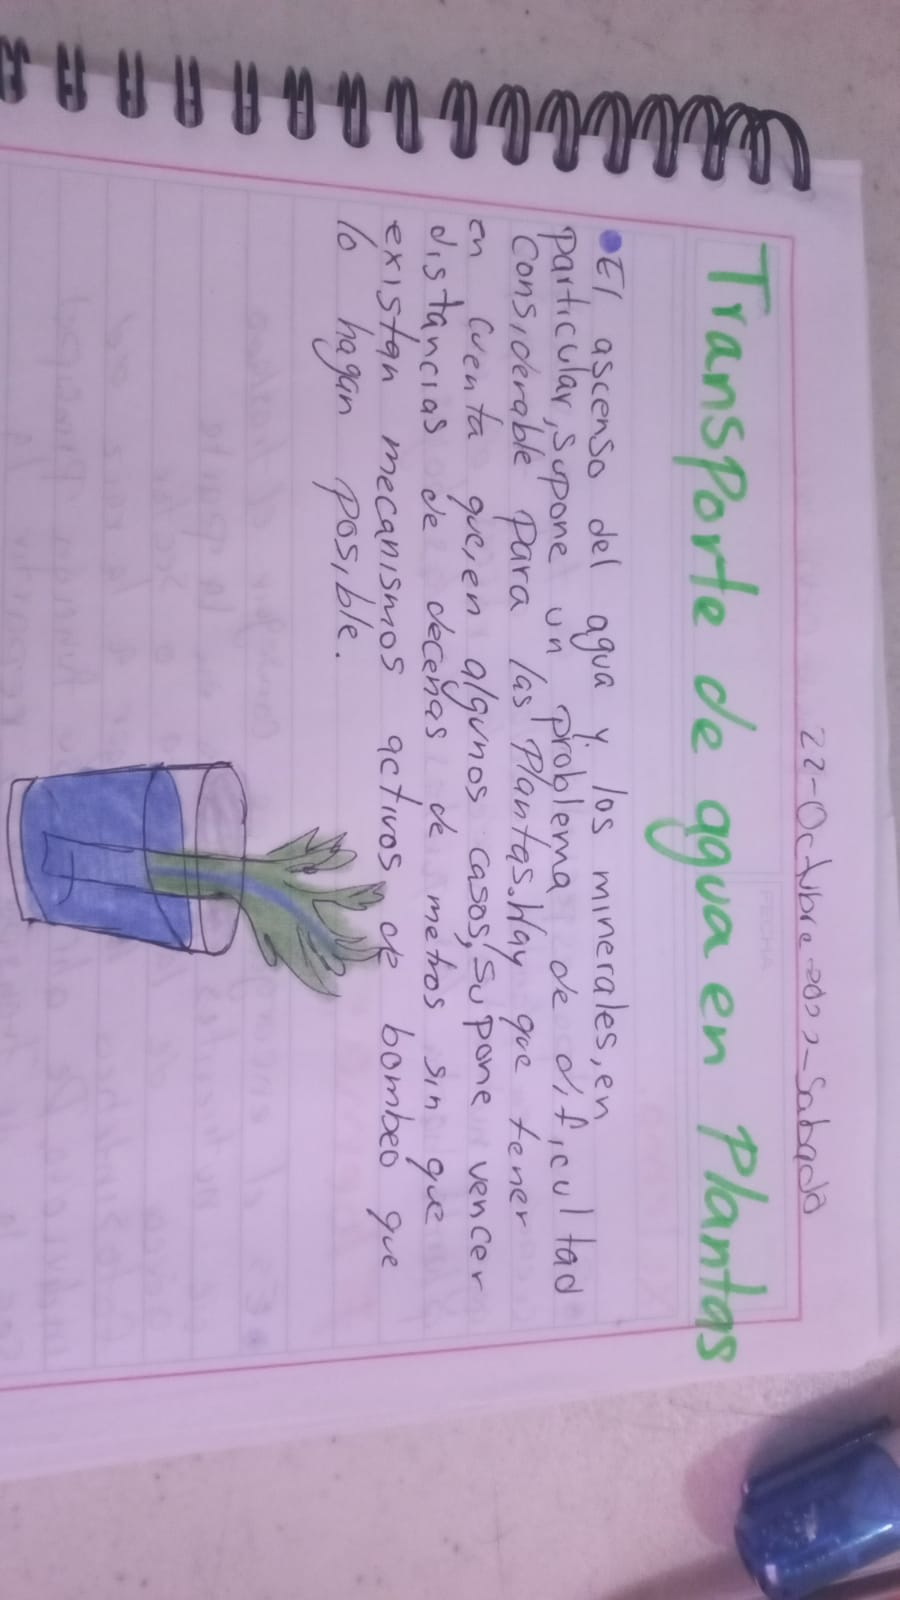 22-Octubre-2022-Sabado
Transporte de agua en Plantas
El ascenso del agua y los minerales, en
particular, supone un problema de dificultad
considerable para las Plantas. Hay que tener
en cuenta que, en algunos casos, supone vencer
distancias de decenas de metros sin que
existan mecanismos activos de bombeo que
lo hagan posible.